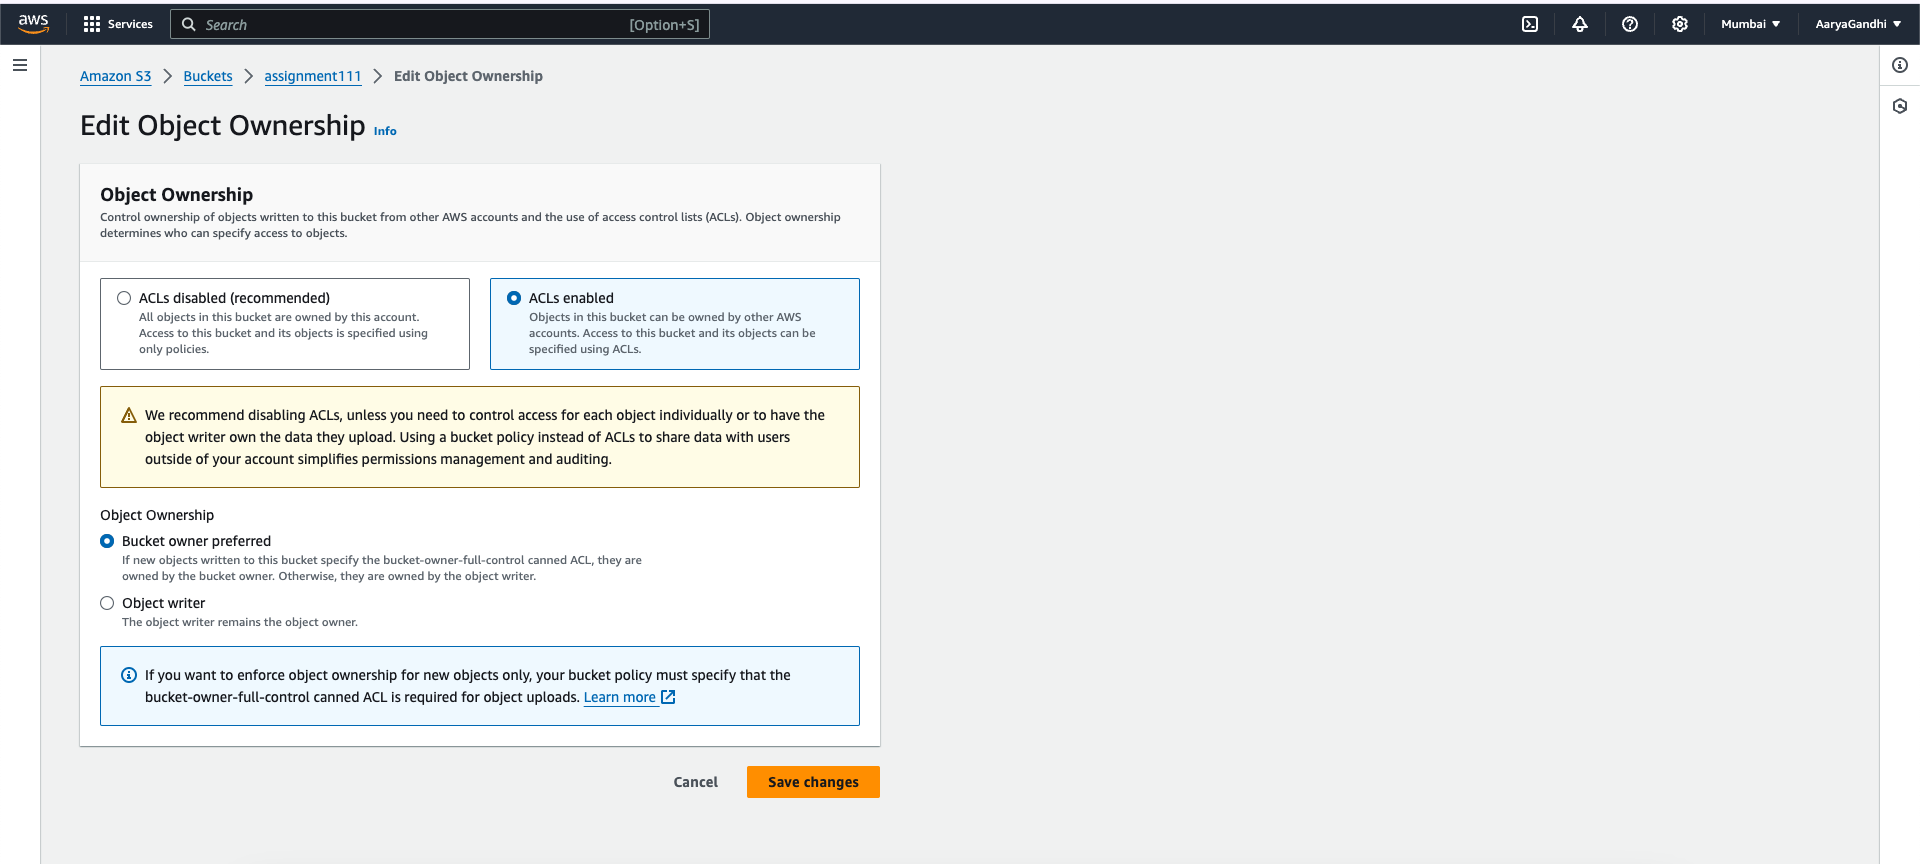 aws
Services
Search
[Option+S]
Mumbai
AaryaGandhi
Amazon S3
Buckets
assignment111
Edit Object Ownership
Edit Object Ownership Info
Object Ownership
Control ownership of objects written to this bucket from other AWS accounts and the use of access control lists (ACLs). Object ownership
determines who can specify access to objects.
ACLs disabled (recommended)
All objects in this bucket are owned by this account.
Access to this bucket and its objects is specified using
only policies.
ACLs enabled
Objects in this bucket can be owned by other AWS
accounts. Access to this bucket and its objects can be
specified using ACLs.
We recommend disabling ACLs, unless you need to control access for each object individually or to have the
object writer own the data they upload. Using a bucket policy instead of ACLs to share data with users
outside of your account simplifies permissions management and auditing.
Object Ownership
Bucket owner preferred
If new objects written to this bucket specify the bucket-owner-full-control canned ACL, they are
owned by the bucket owner. Otherwise, they are owned by the object writer.
Object writer
The object writer remains the object owner.
If you want to enforce object ownership for new objects only, your bucket policy must specify that the
bucket-owner-full-control canned ACL is required for object uploads. Learn more
Cancel
Save changes